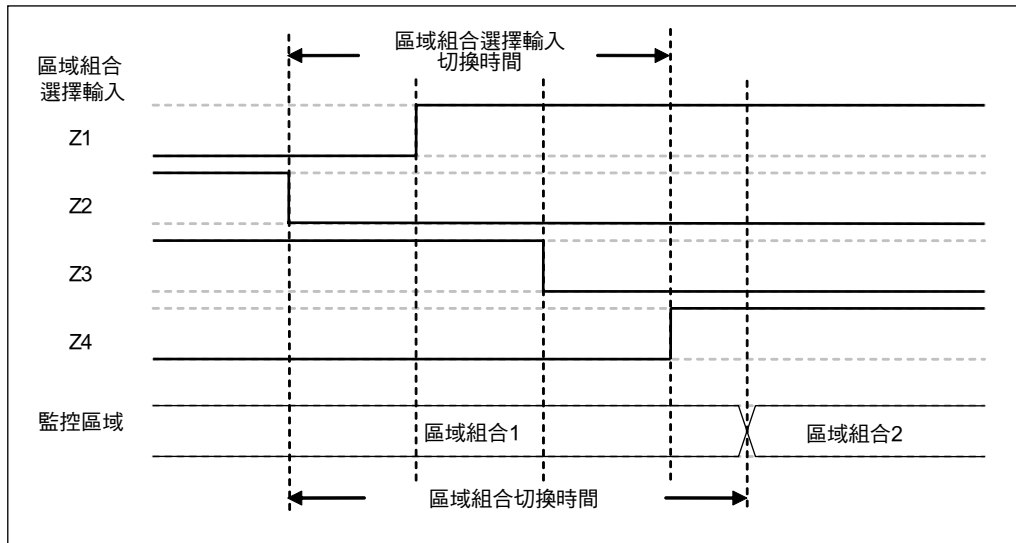 區域組合選擇輸入
切換時間
區域組合
選擇輸入
Z1
Z2
Z3
Z4
監控區域
區域組合1
區域組合2
區域組合切換時間